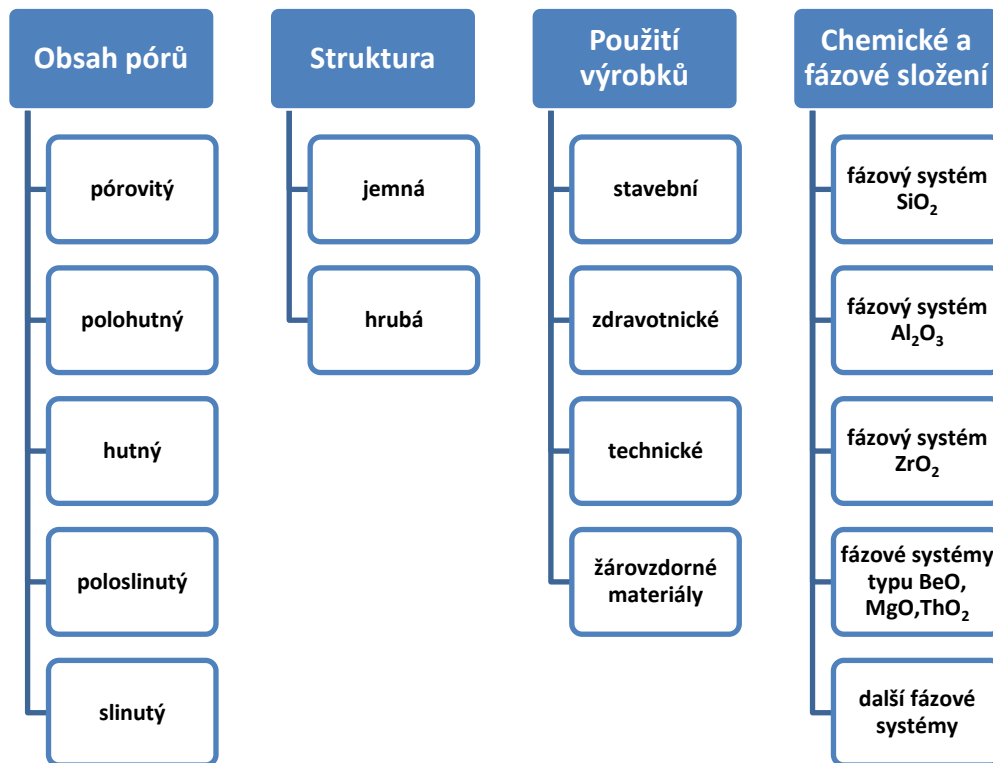 Obsah pórů
pórovitý
polohutný
hutný
poloslinutý
slinutý
Struktura
jemná
hrubá
Použití
výrobků
stavební
zdravotnické
technické
žárovzdorné
materiály
Chemické a
fázové složení
fázový systém
SiO₂
fázový systém
Al₂O₃
fázový systém
ZrO₂
fázové systémy
typu BeO,
MgO,ThO₂
další fázové
systémy